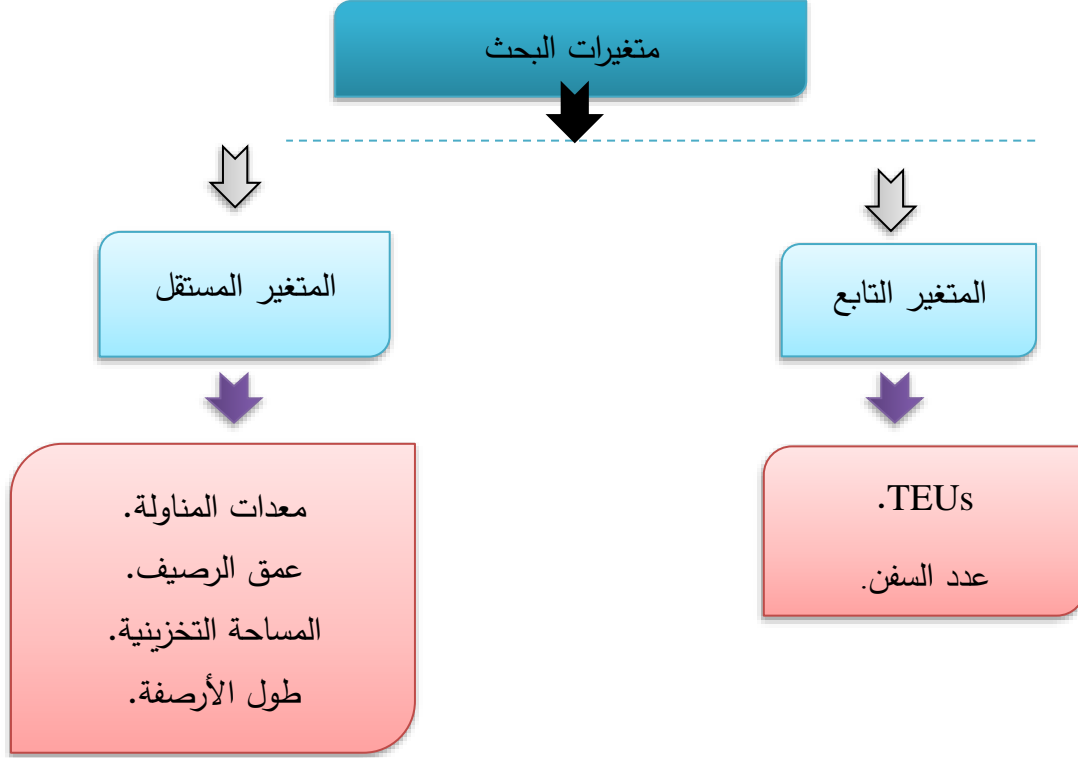 متغيرات البحث
المتغير التابع
المتغير المستقل
TEUs.
عدد السفن.
معدات المناولة.
عمق الرصيف.
المساحة التخزينية.
طول الأرصفة.